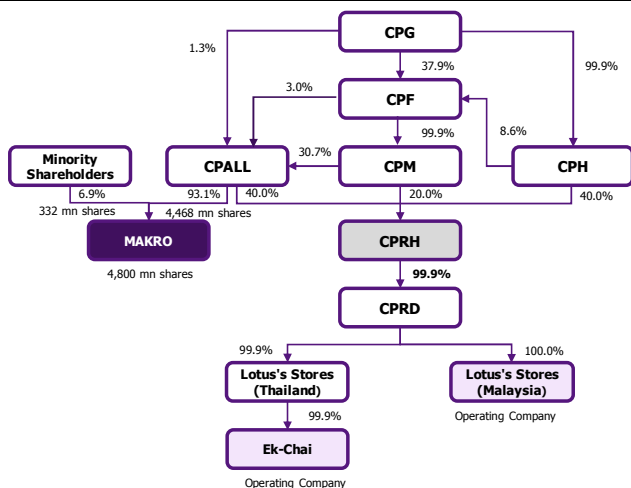 CPG
1.3%
37.9%
99.9%
3.0%
CPF
99.9%
8.6%
Minority
Shareholders
CPALL
30.7%
CPM
CPH
6.9%
93.1%
40.0%
20.0%
40.0%
332 mn shares
4,468 mn shares
MAKRO
CPRH
4,800 mn shares
99.9%
CPRD
99.9%
100.0%
Lotus's Stores
(Thailand)
Lotus's Stores
(Malaysia)
99.9%
Operating Company
Ek-Chai
Operating Company